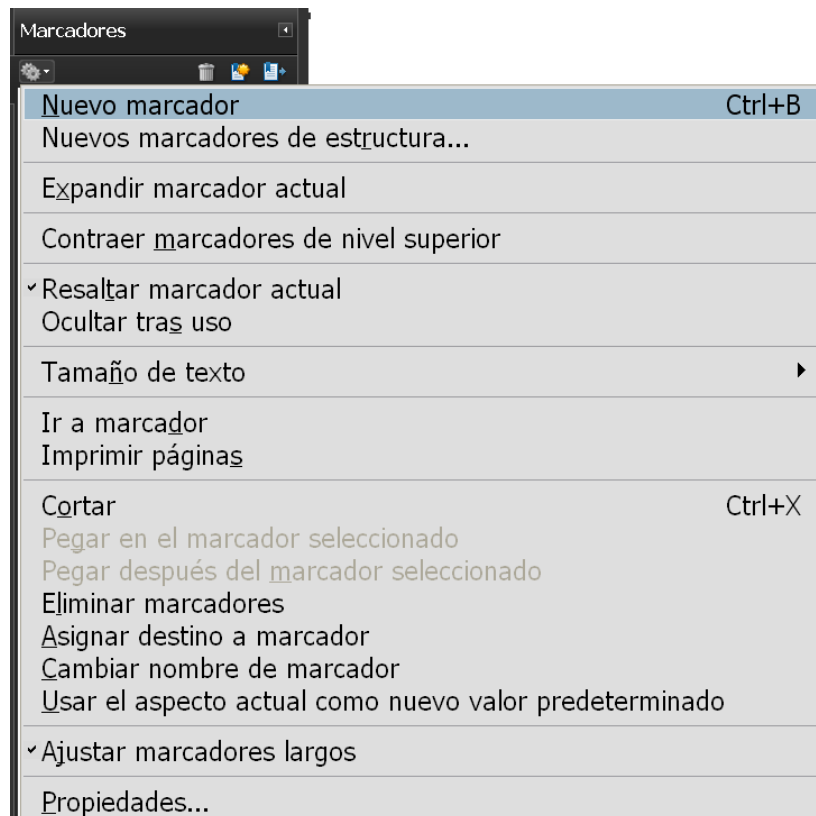 Marcadores
Nuevo marcador Ctrl+B
Nuevos marcadores de estructura...
Expandir marcador actual
Contraer marcadores de nivel superior
Resaltar marcador actual
Ocultar tras uso
Tamaño de texto
Ir a marcador
Imprimir páginas
Cortar Ctrl+X
Pegar en el marcador seleccionado
Pegar después del marcador seleccionado
Eliminar marcadores
Asignar destino a marcador
Cambiar nombre de marcador
Usar el aspecto actual como nuevo valor predeterminado
Ajustar marcadores largos
Propiedades...